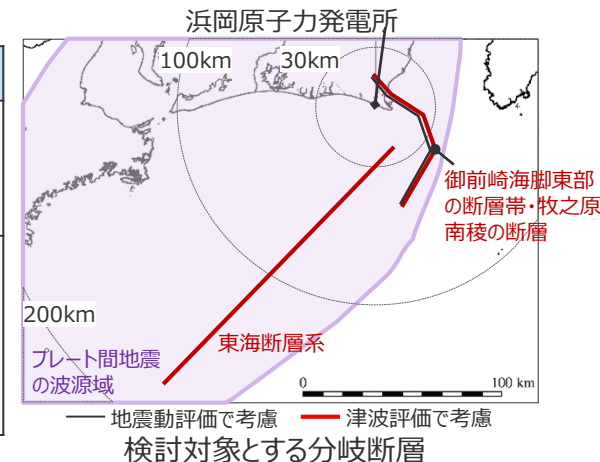 浜岡原子力発電所
100km
30km
御前崎海脚東部
の断層帯・牧之原
南稜の断層
200km
東海断層系
プレート間地震
の波源域
0
100 km
地震動評価で考慮
津波評価で考慮
検討対象とする分岐断層